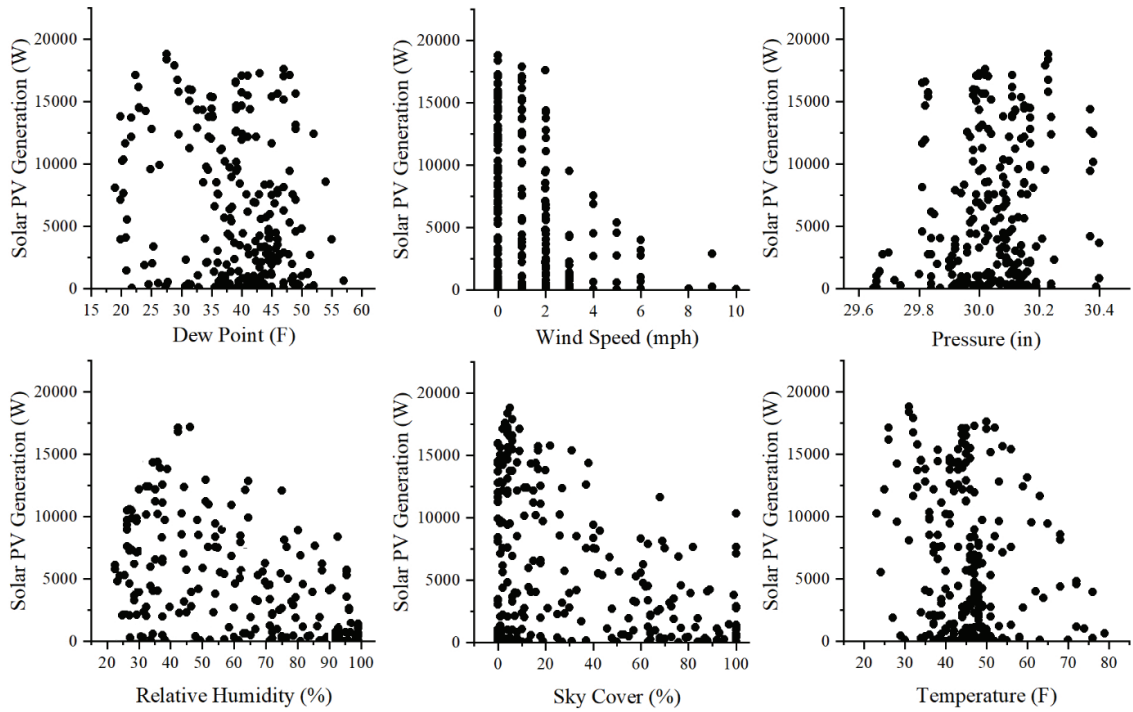 Solar PV Generation (W)
20000
15000
10000
5000
0
15 20 25 30 35 40 45 50 55 60
Dew Point (F)
Solar PV Generation (W)
20000
15000
10000
5000
0
0 2 4 6 8 10
Wind Speed (mph)
Solar PV Generation (W)
20000
15000
10000
5000
0
29.6 29.8 30.0 30.2 30.4
Pressure (in)
Solar PV Generation (W)
20000
15000
10000
5000
0
20 30 40 50 60 70 80 90 100
Relative Humidity (%)
Solar PV Generation (W)
20000
15000
10000
5000
0
0 20 40 60 80 100
Sky Cover (%)
Solar PV Generation (W)
20000
15000
10000
5000
0
20 30 40 50 60 70 80
Temperature (F)